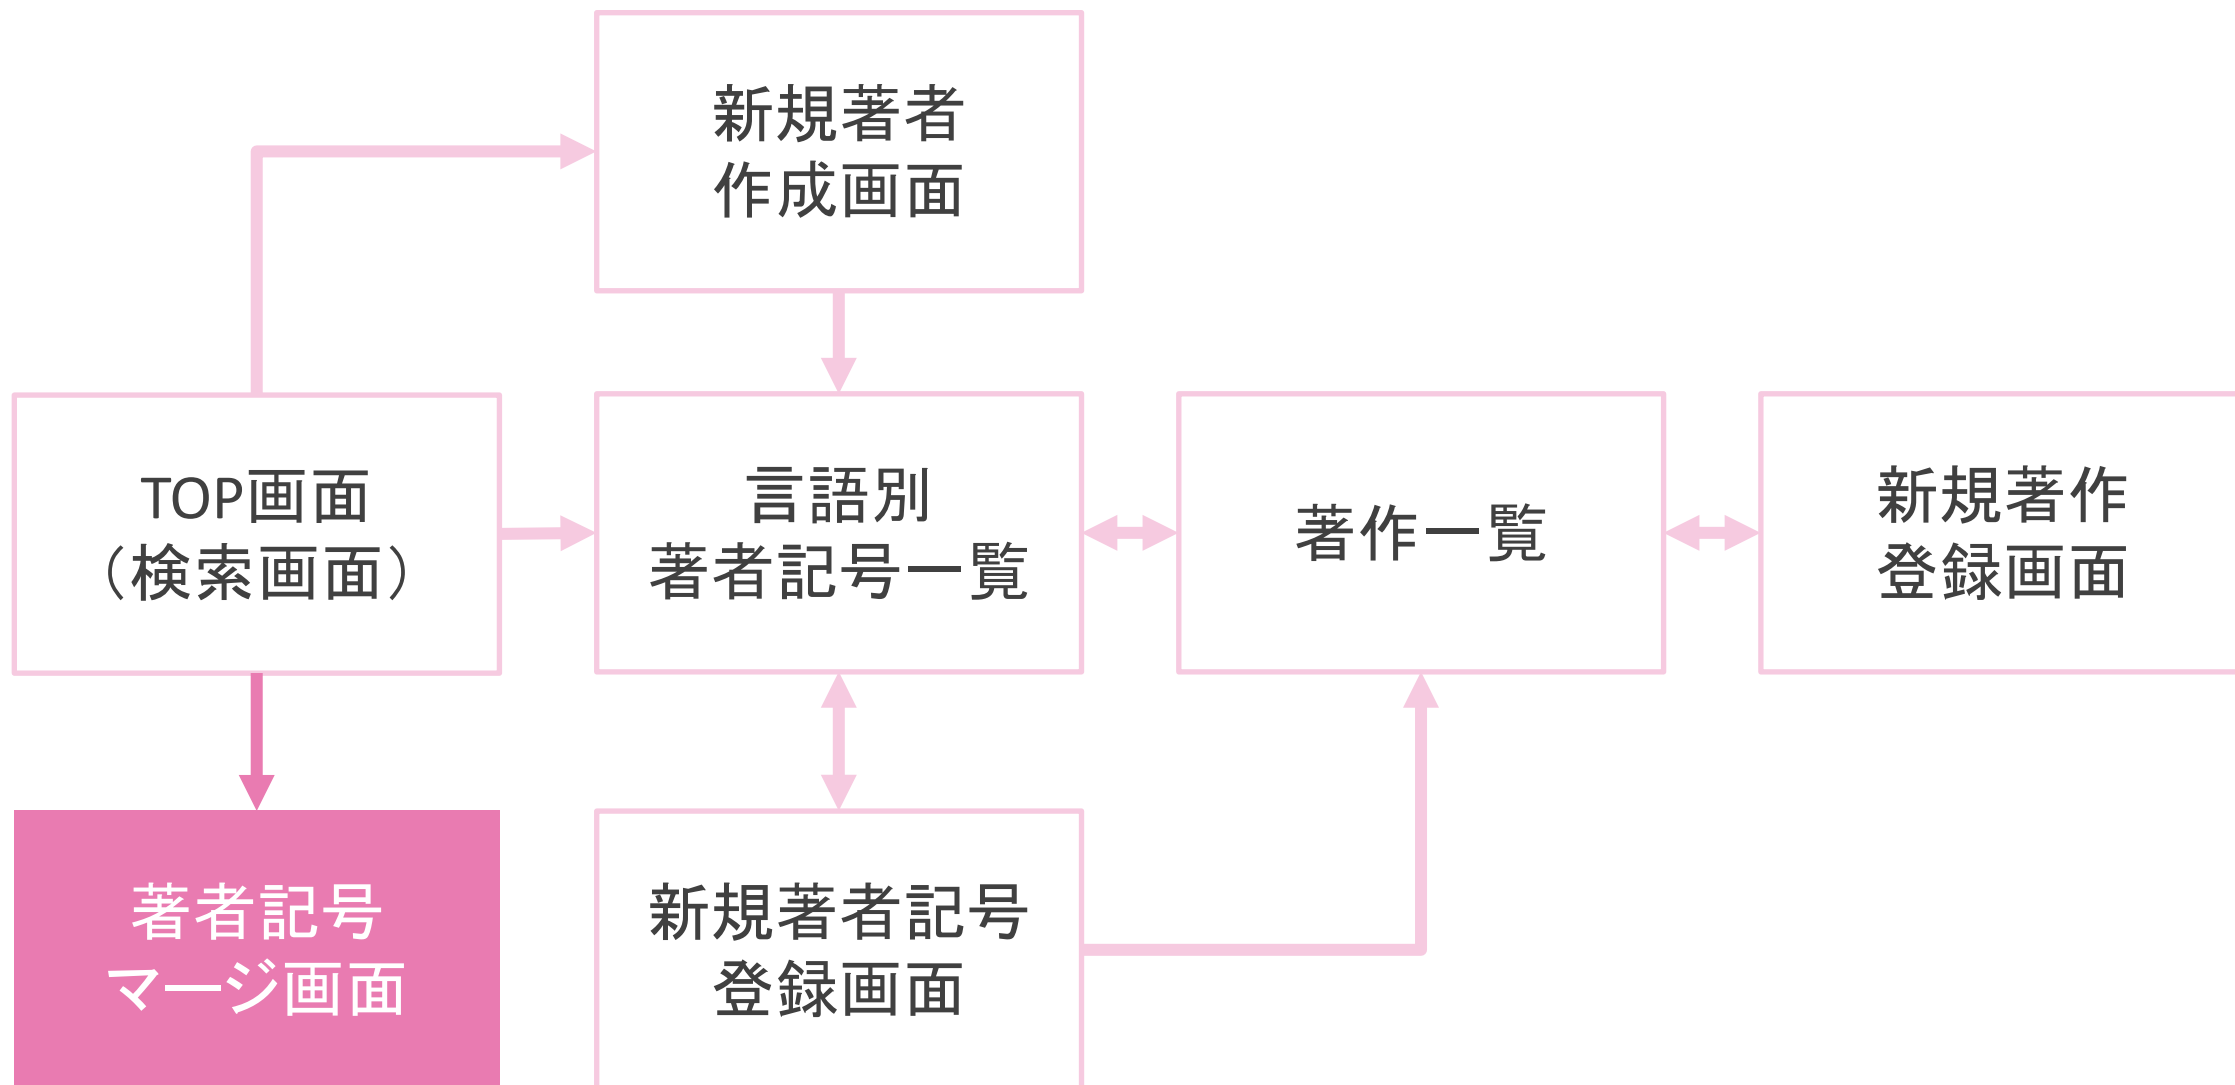 新規著者
作成画面
TOP画面
（検索画面）
言語別
著者記号一覧
著作一覧
新規著作
登録画面
著者記号
マージ画面
新規著者記号
登録画面